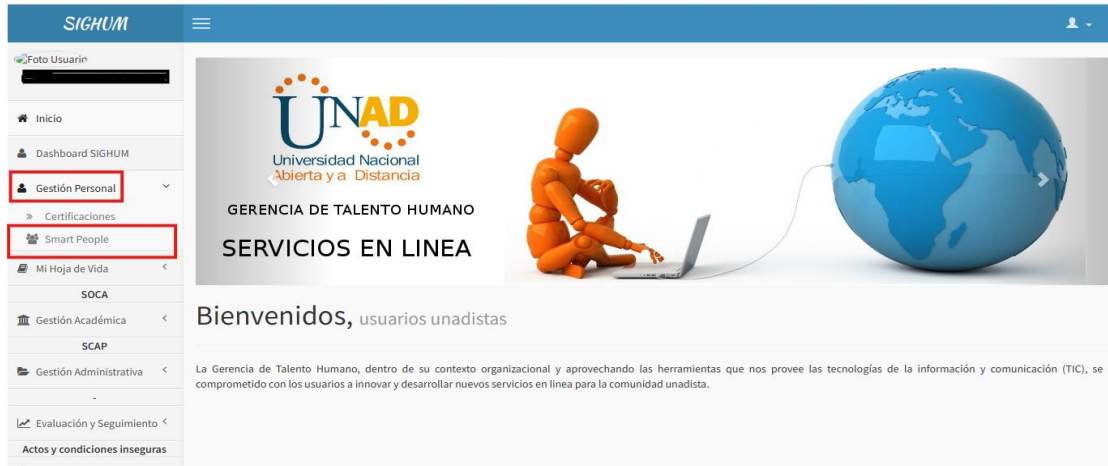 SIGHUM
Foto Usuario
Inicio
Dashboard SIGHUM
Gestión Personal
Certificaciones
Smart People
Mi Hoja de Vida
SOCA
Gestión Académica
SCAP
Gestión Administrativa
-
Evaluación y Seguimiento
Actos y condiciones inseguras
UNAD
Universidad Nacional
Abierta y a Distancia
GERENCIA DE TALENTO HUMANO
SERVICIOS EN LINEA
Bienvenidos, usuarios unadistas
La Gerencia de Talento Humano, dentro de su contexto organizacional y aprovechando las herramientas que nos provee las tecnologías de la información y comunicación (TIC), se
comprometido con los usuarios a innovar y desarrollar nuevos servicios en linea para la comunidad unadista.